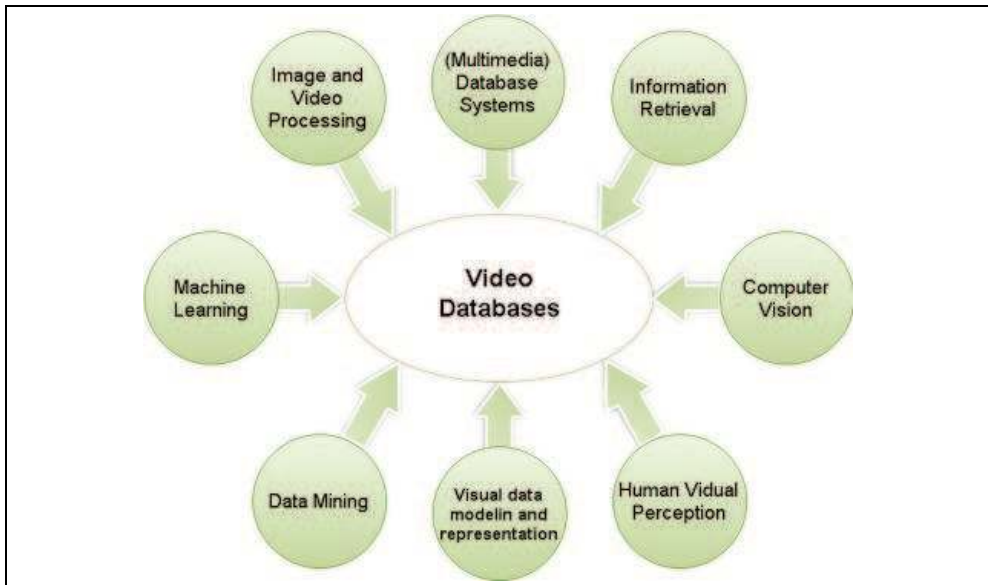 Image and
Video
Processing
(Multimedia)
Database
Systems
Information
Retrieval
Machine
Learning
Video
Databases
Computer
Vision
Data Mining
Visual data
modelin and
representation
Human Vidual
Perception